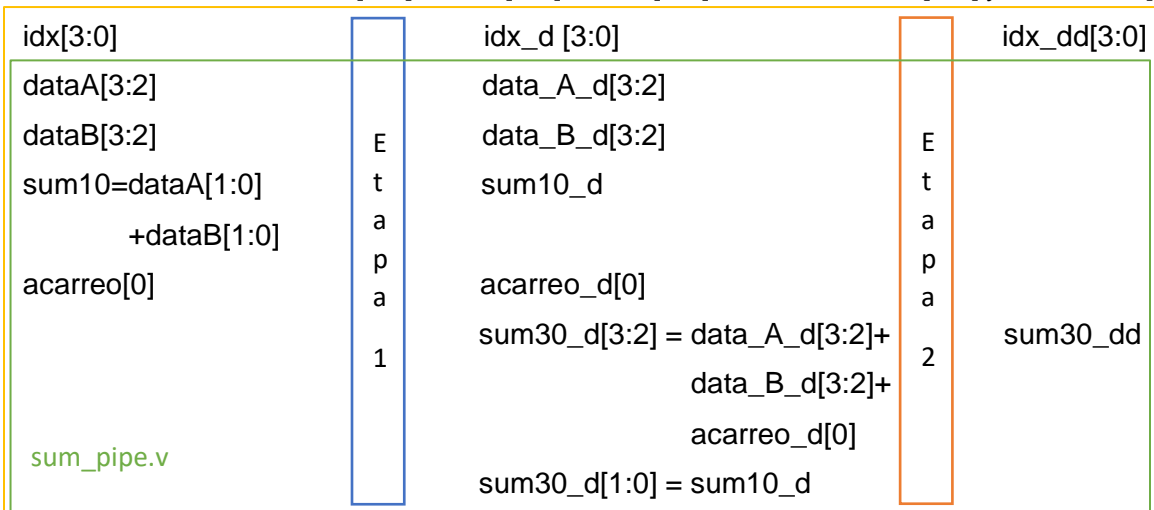 idx[3:0] idx_d [3:0] idx_dd[3:0]
dataA[3:2] data_A_d[3:2]
dataB[3:2] data_B_d[3:2]
sum10=dataA[1:0] sum10_d
+dataB[1:0]
acarreo[0] acarreo_d[0]
sum30_d[3:2] = data_A_d[3:2]+ sum30_dd
data_B_d[3:2]+
acarreo_d[0]
sum30_d[1:0] = sum10_d
Etapa 1
Etapa 2
sum_pipe.v